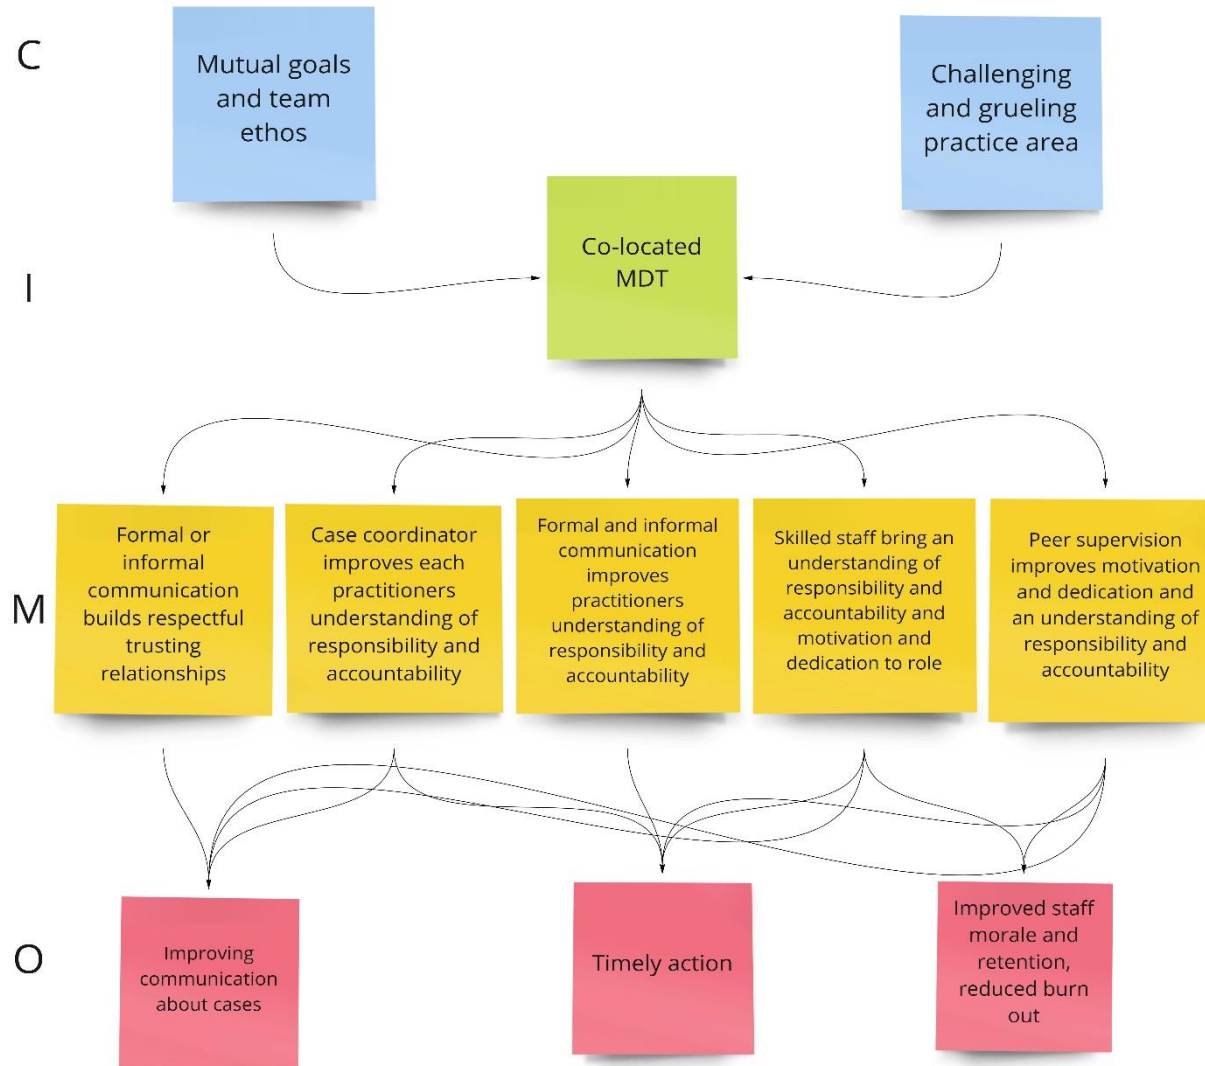 C
Mutual goals
and team
ethos
Challenging
and grueling
practice area
I
Co-located
MDT
M
Formal or
informal
communication
builds respectful
trusting
relationships
Case coordinator
improves each
practitioners
understanding of
responsibility and
accountability
Formal and informal
communication
improves
practitioners
understanding of
responsibility and
accountability
Skilled staff bring an
understanding of
responsibility and
accountability and
motivation and
dedication to role
Peer supervision
improves motivation
and dedication and
an understanding of
responsibility and
accountability
O
Improving
communication
about cases
Timely action
Improved staff
morale and
retention,
reduced burn
out